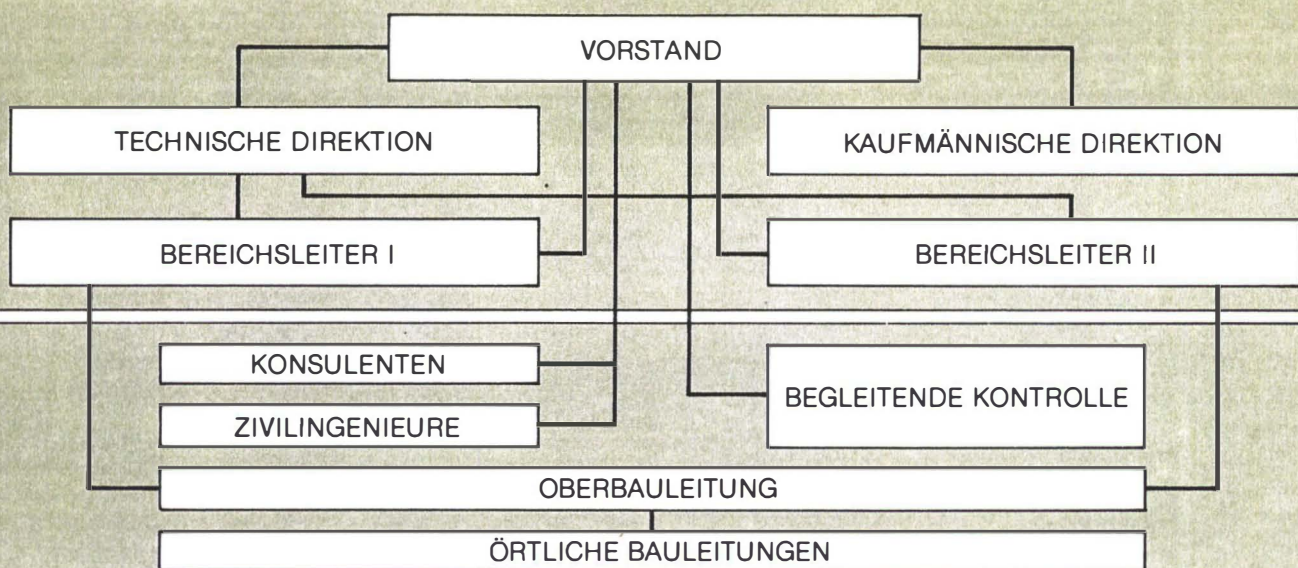 VORSTAND
TECHNISCHE DIREKTION
KAUFMÄNNISCHE DIREKTION
BEREICHSLEITER I
BEREICHSLEITER II
KONSULENTEN
ZIVILINGENIEURE
BEGLEITENDE KONTROLLE
OBERBAULEITUNG
ÖRTLICHE BAULEITUNGEN